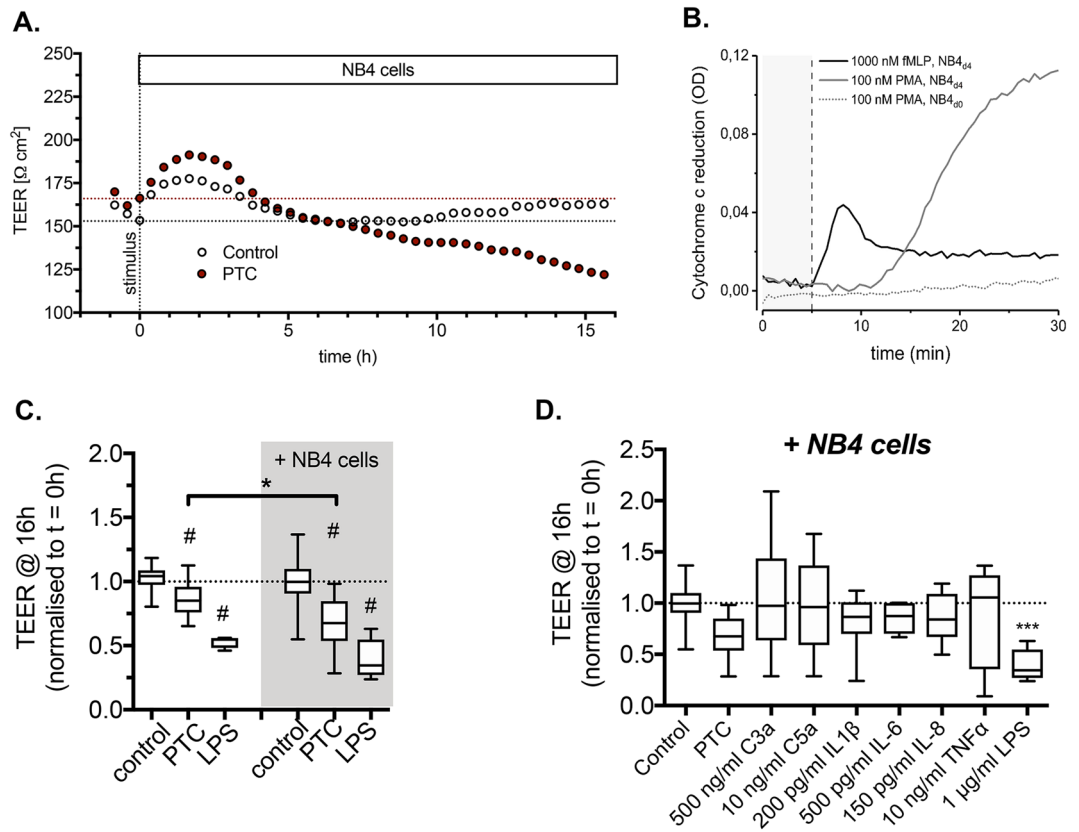 A.
250
225
200
175
150
125
100
TEER [Ω cm²]
NB4 cells
stimulus
Control
PTC
0
5
10
15
time (h)
B.
0,12
0,08
0,04
0,00
Cytochrome c reduction (OD)
1000 nM fMLP, NB4d4
100 nM PMA, NB4d4
100 nM PMA, NB4d0
0
10
20
30
time (min)
C.
2.0
1.5
1.0
0.5
0.0
TEER @ 16h
(normalised to t = 0h)
+ NB4 cells
*
#
#
#
#
control
PTC
LPS
control
PTC
LPS
D.
+ NB4 cells
2.5
2.0
1.5
1.0
0.5
0.0
TEER @ 16h
(normalised to t = 0h)
***
Control
PTC
500 ng/ml C3a
10 ng/ml C5a
200 pg/ml IL1β
500 pg/ml IL-6
150 pg/ml IL-8
10 ng/ml TNFα
1 µg/ml LPS